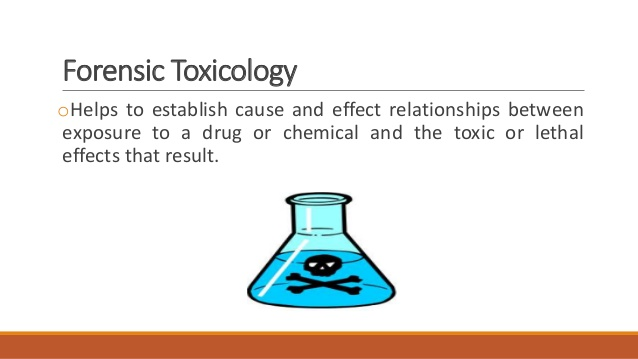 Forensic Toxicology
oHelps to establish cause and effect relationships between
exposure to a drug or chemical and the toxic or lethal
effects that result.